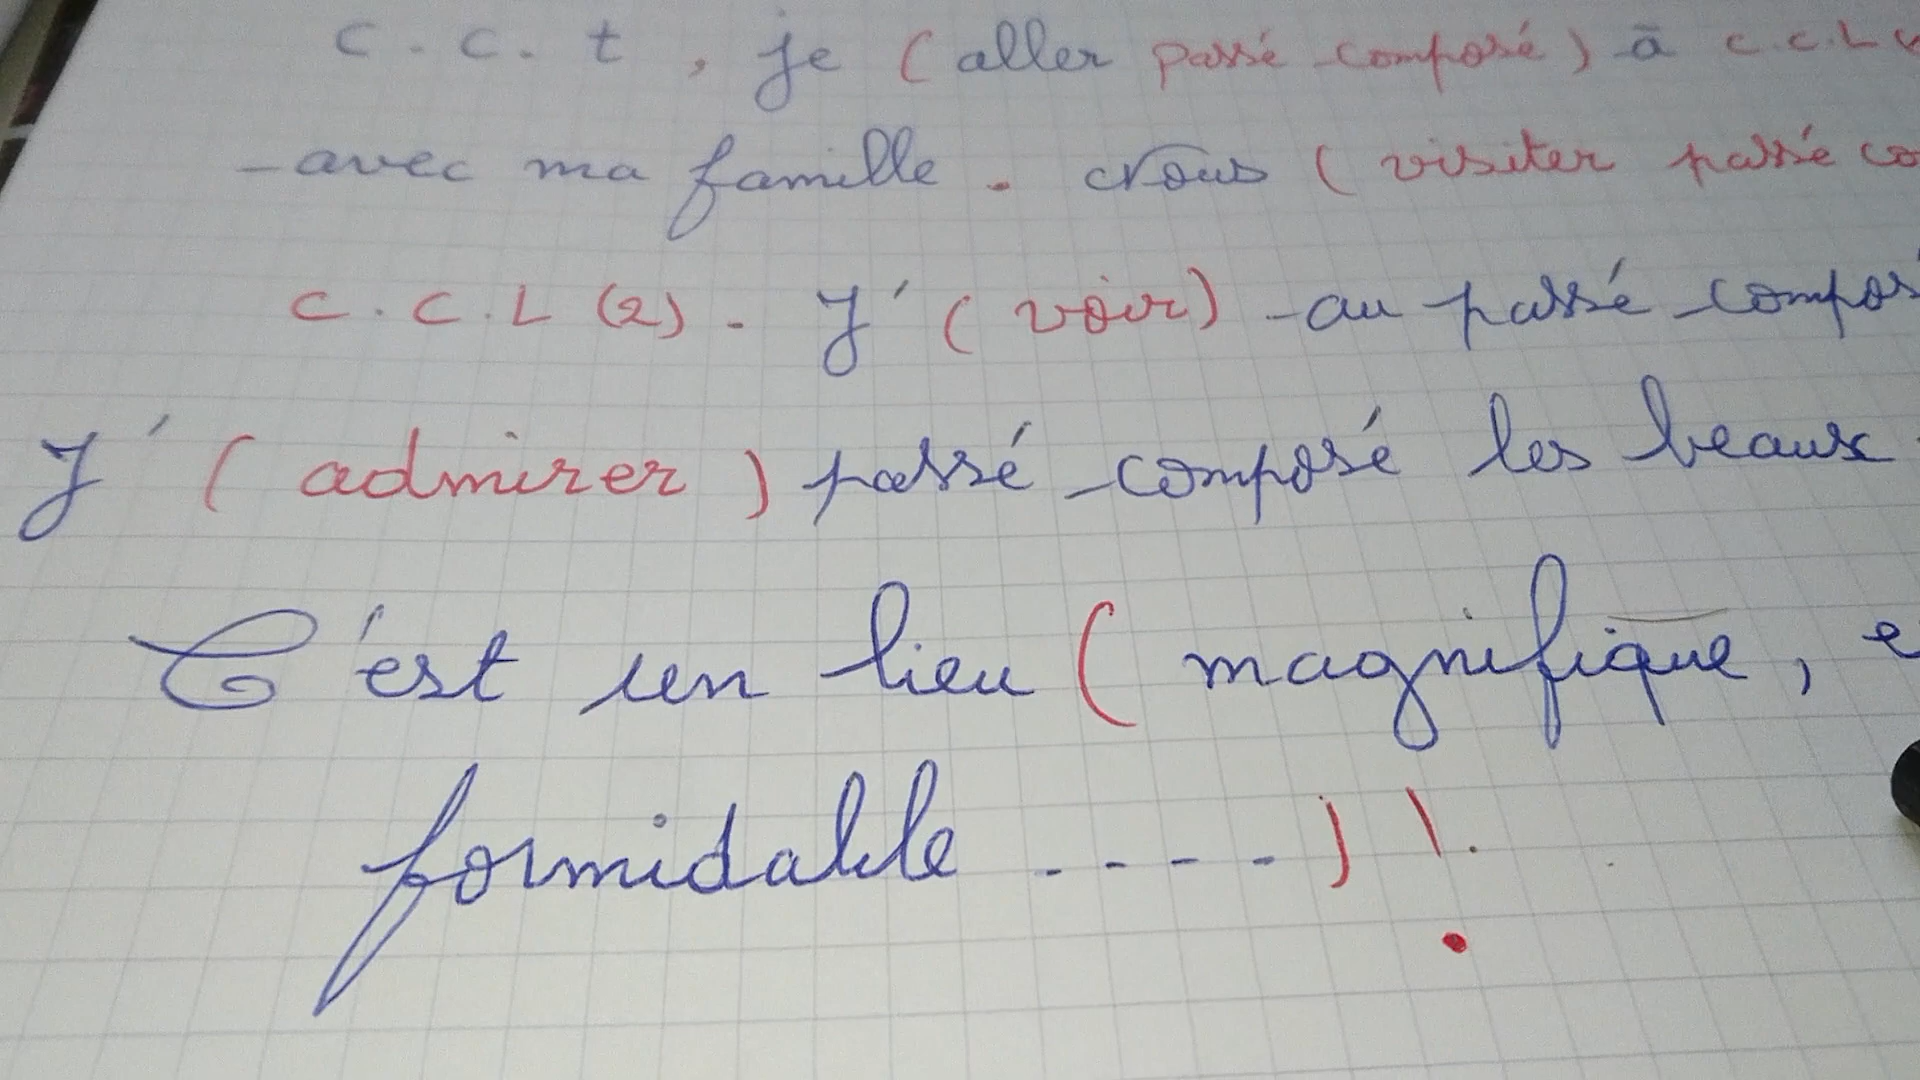 c.c.t, je (aller passé composé) à c.c.L
avec ma famille. Nous (visiter passé
c.c.L (2). J' (voir) au passé compos
J' (admirer) passé composé les beaux
C'est un lieu (magnifique,
formidable ....) !.